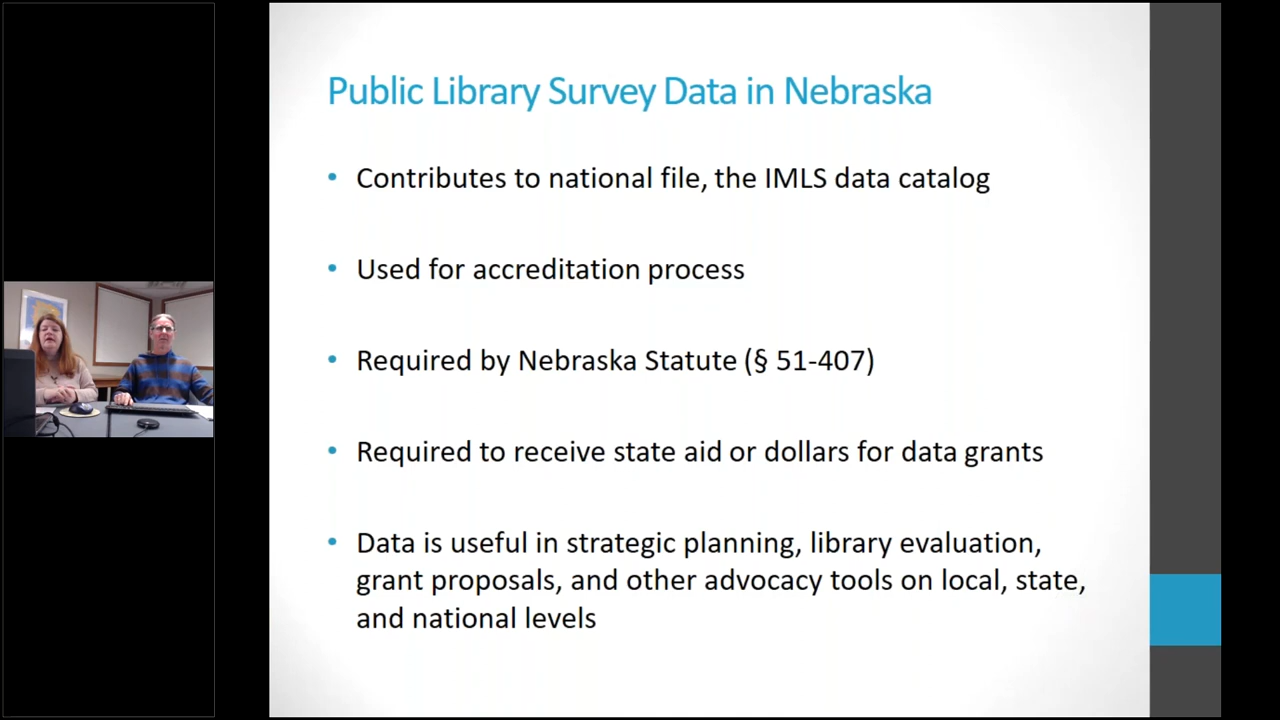 Public Library Survey Data in Nebraska
• Contributes to national file, the IMLS data catalog
• Used for accreditation process
• Required by Nebraska Statute (§ 51-407)
• Required to receive state aid or dollars for data grants
• Data is useful in strategic planning, library evaluation,
grant proposals, and other advocacy tools on local, state,
and national levels